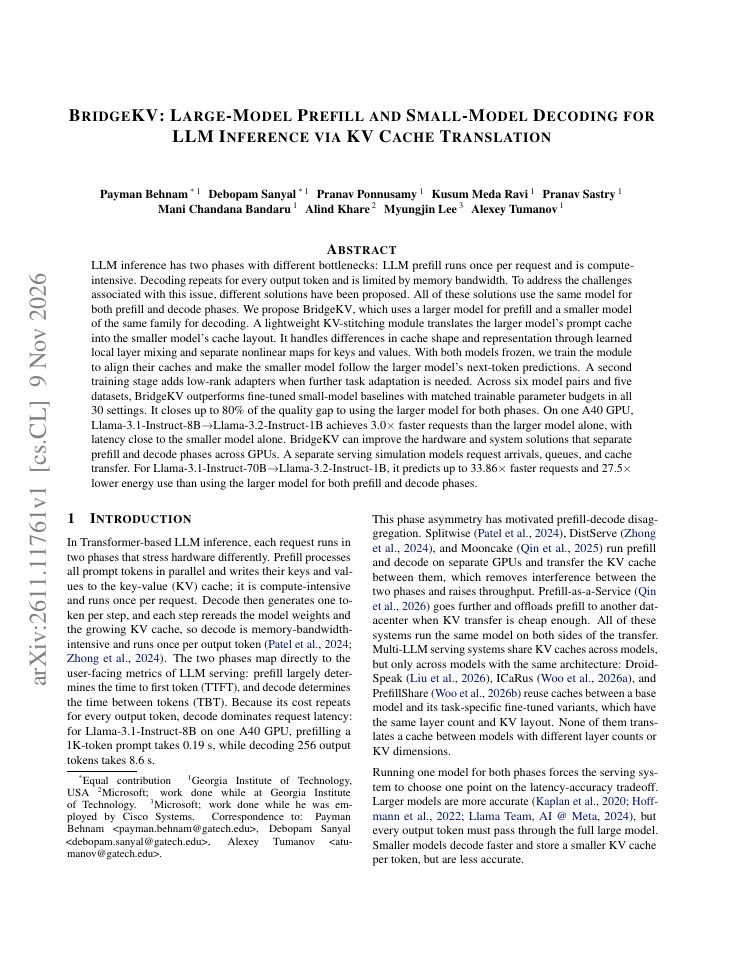 BRIDGEKV: LARGE-MODEL PREFILL AND SMALL-MODEL DECODING FOR
LLM INFERENCE VIA KV CACHE TRANSLATION
Payman Behnam * 1 Debopam Sanyal * 1 Pranav Ponnusamy 1 Kusum Meda Ravi 1 Pranav Sastry 1
Mani Chandana Bandaru 1 Alind Khare 2 Myungjin Lee 3 Alexey Tumanov 1
ABSTRACT
LLM inference has two phases with different bottlenecks: LLM prefill runs once per request and is compute-
intensive. Decoding repeats for every output token and is limited by memory bandwidth. To address the challenges
associated with this issue, different solutions have been proposed. All of these solutions use the same model for
both prefill and decode phases. We propose BridgeKV, which uses a larger model for prefill and a smaller model
of the same family for decoding. A lightweight KV-stitching module translates the larger model's prompt cache
into the smaller model's cache layout. It handles differences in cache shape and representation through learned
local layer mixing and separate nonlinear maps for keys and values. With both models frozen, we train the module
to align their caches and make the smaller model follow the larger model's next-token predictions. A second
training stage adds low-rank adapters when further task adaptation is needed. Across six model pairs and five
datasets, BridgeKV outperforms fine-tuned small-model baselines with matched trainable parameter budgets in all
30 settings. It closes up to 80% of the quality gap to using the larger model for both phases. On one A40 GPU,
Llama-3.1-Instruct-8B→Llama-3.2-Instruct-1B achieves 3.0× faster requests than the larger model alone, with
latency close to the smaller model alone. BridgeKV can improve the hardware and system solutions that separate
prefill and decode phases across GPUs. A separate serving simulation models request arrivals, queues, and cache
transfer. For Llama-3.1-Instruct-70B→Llama-3.2-Instruct-1B, it predicts up to 33.86× faster requests and 27.5×
lower energy use than using the larger model for both prefill and decode phases.
1 INTRODUCTION
In Transformer-based LLM inference, each request runs in
two phases that stress hardware differently. Prefill processes
all prompt tokens in parallel and writes their keys and val-
ues to the key-value (KV) cache; it is compute-intensive
and runs once per request. Decode then generates one to-
ken per step, and each step rereads the model weights and
the growing KV cache, so decode is memory-bandwidth-
intensive and runs once per output token (Patel et al., 2024;
Zhong et al., 2024). The two phases map directly to the
user-facing metrics of LLM serving: prefill largely deter-
mines the time to first token (TTFT), and decode determines
the time between tokens (TBT). Because its cost repeats
for every output token, decode dominates request latency:
for Llama-3.1-Instruct-8B on one A40 GPU, prefilling a
1K-token prompt takes 0.19 s, while decoding 256 output
tokens takes 8.6 s.
*Equal contribution 1Georgia Institute of Technology,
USA 2Microsoft; work done while at Georgia Institute
of Technology. 3Microsoft; work done while he was em-
ployed by Cisco Systems. Correspondence to: Payman
Behnam <payman.behnam@gatech.edu>, Debopam Sanyal
<debopam.sanyal@gatech.edu>, Alexey Tumanov <atu-
manov@gatech.edu>.
This phase asymmetry has motivated prefill-decode disag-
gregation. Splitwise (Patel et al., 2024), DistServe (Zhong
et al., 2024), and Mooncake (Qin et al., 2025) run prefill
and decode on separate GPUs and transfer the KV cache
between them, which removes interference between the
two phases and raises throughput. Prefill-as-a-Service (Qin
et al., 2026) goes further and offloads prefill to another dat-
acenter when KV transfer is cheap enough. All of these
systems run the same model on both sides of the transfer.
Multi-LLM serving systems share KV caches across models,
but only across models with the same architecture: Droid-
Speak (Liu et al., 2026), ICaRus (Woo et al., 2026a), and
PrefillShare (Woo et al., 2026b) reuse caches between a base
model and its task-specific fine-tuned variants, which have
the same layer count and KV layout. None of them trans-
lates a cache between models with different layer counts or
KV dimensions.
Running one model for both phases forces the serving sys-
tem to choose one point on the latency-accuracy tradeoff.
Larger models are more accurate (Kaplan et al., 2020; Hoff-
mann et al., 2022; Llama Team, AI @ Meta, 2024), but
every output token must pass through the full large model.
Smaller models decode faster and store a smaller KV cache
per token, but are less accurate.
arXiv:2611.11761v1 [cs.CL] 9 Nov 2026